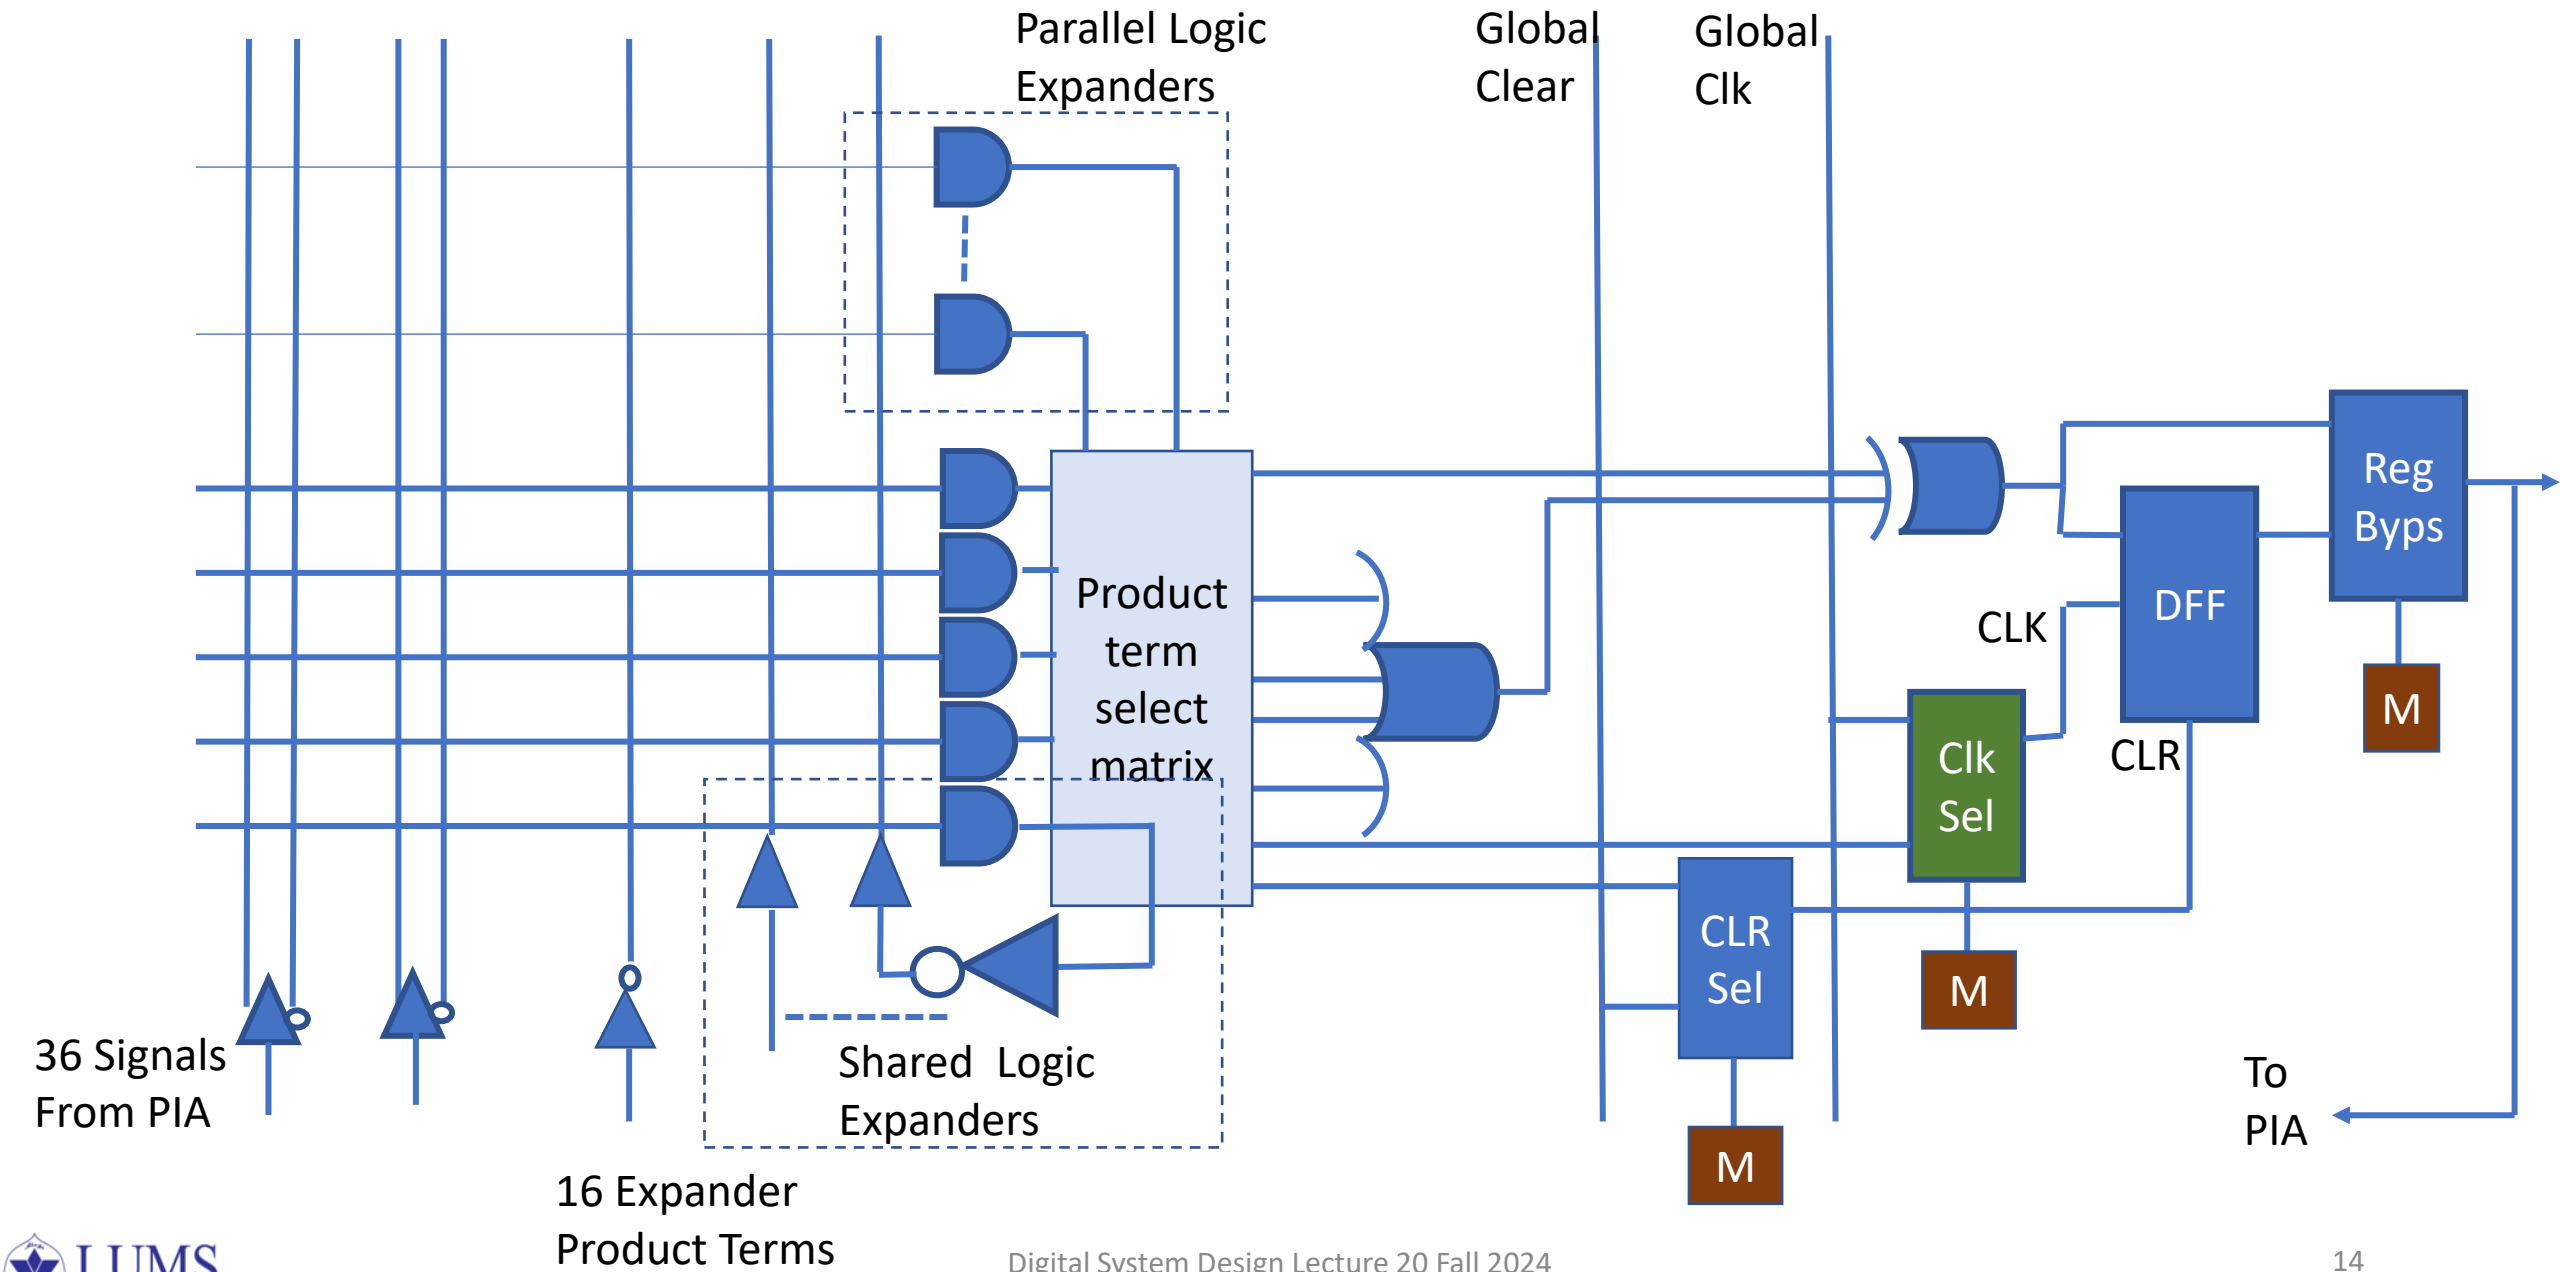 Parallel Logic
Expanders
Global
Clear
Global
Clk
Product
term
select
matrix
Reg
Byps
DFF
CLK
CLR
M
Clk
Sel
M
CLR
Sel
M
36 Signals
From PIA
Shared Logic
Expanders
16 Expander
Product Terms
To
PIA
LUMS
Digital System Design Lecture 20 Fall 2024
14